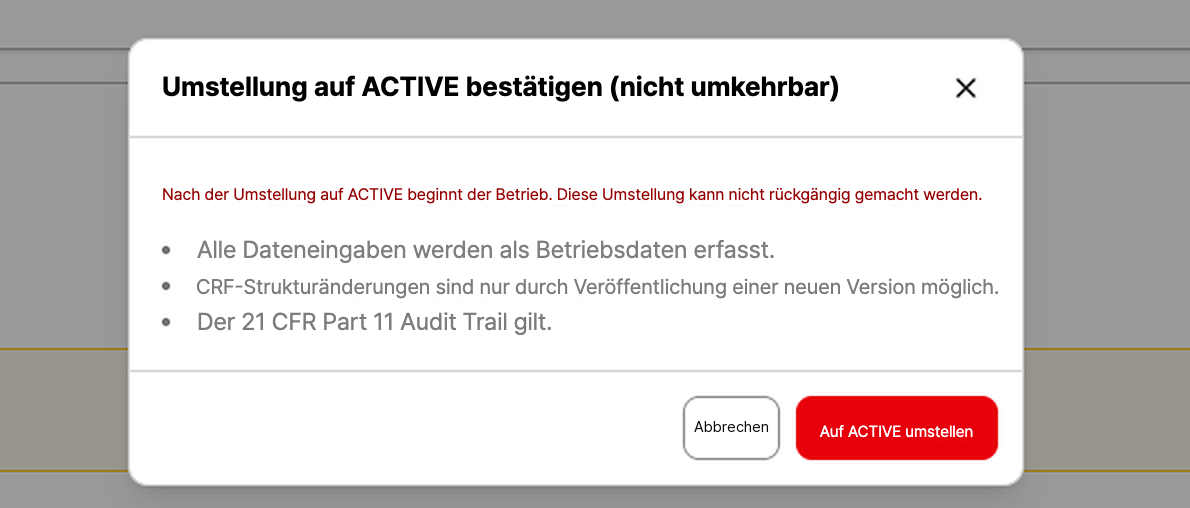 Umstellung auf ACTIVE bestätigen (nicht umkehrbar)
Nach der Umstellung auf ACTIVE beginnt der Betrieb. Diese Umstellung kann nicht rückgängig gemacht werden.
• Alle Dateneingaben werden als Betriebsdaten erfasst.
• CRF-Strukturänderungen sind nur durch Veröffentlichung einer neuen Version möglich.
• Der 21 CFR Part 11 Audit Trail gilt.
Abbrechen
Auf ACTIVE umstellen